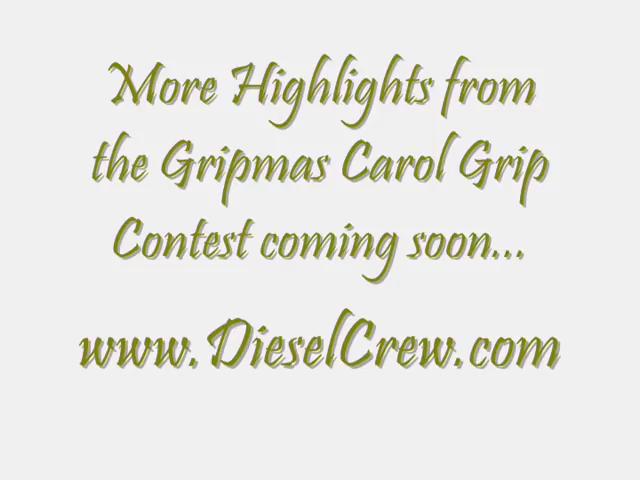 More Highlights from
the Gripmas Carol Grip
Contest coming soon...
www.DieselCrew.com